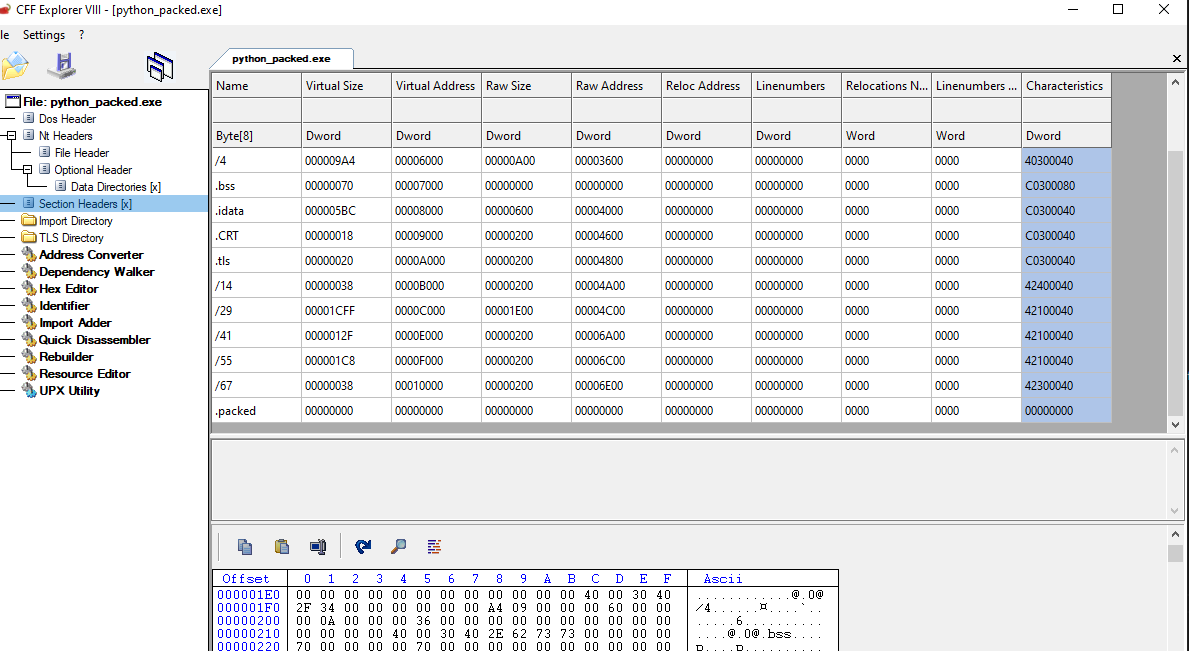 CFF Explorer VIII - [python_packed.exe]
le Settings ?
python_packed.exe
File: python_packed.exe
Dos Header
Nt Headers
File Header
Optional Header
Data Directories [x]
Section Headers [x]
Import Directory
TLS Directory
Address Converter
Dependency Walker
Hex Editor
Identifier
Import Adder
Quick Disassembler
Rebuilder
Resource Editor
UPX Utility
Name Virtual Size Virtual Address Raw Size Raw Address Reloc Address Linenumbers Relocations N... Linenumbers ... Characteristics
Byte[8] Dword Dword Dword Dword Dword Dword Word Word Dword
/4 000009A4 00006000 00000A00 00003600 00000000 00000000 0000 0000 40300040
.bss 00000070 00007000 00000000 00000000 00000000 00000000 0000 0000 C0300080
.idata 000005BC 00008000 00000600 00004000 00000000 00000000 0000 0000 C0300040
.CRT 00000018 00009000 00000200 00004600 00000000 00000000 0000 0000 C0300040
.tls 00000020 0000A000 00000200 00004800 00000000 00000000 0000 0000 C0300040
/14 00000038 0000B000 00000200 00004A00 00000000 00000000 0000 0000 42400040
/29 00001CFF 0000C000 00001E00 00004C00 00000000 00000000 0000 0000 42100040
/41 0000012F 0000E000 00000200 00006A00 00000000 00000000 0000 0000 42100040
/55 000001C8 0000F000 00000200 00006C00 00000000 00000000 0000 0000 42100040
/67 00000038 00010000 00000200 00006E00 00000000 00000000 0000 0000 42300040
.packed 00000000 00000000 00000000 00000000 00000000 00000000 0000 0000 00000000
Offset 0 1 2 3 4 5 6 7 8 9 A B C D E F Ascii
000001E0 00 00 00 00 00 00 00 00 00 00 00 00 40 00 30 40 ............@.0@
000001F0 2F 34 00 00 00 00 00 00 A4 09 00 00 00 60 00 00 /4......¤....`..
00000200 00 0A 00 00 00 36 00 00 00 00 00 00 00 00 00 00 .....6..........
00000210 00 00 00 00 40 00 30 40 2E 62 73 73 00 00 00 00 ....@.0@.bss....
00000220 70 00 00 00 00 70 00 00 00 00 00 00 00 00 00 00 p....p..........